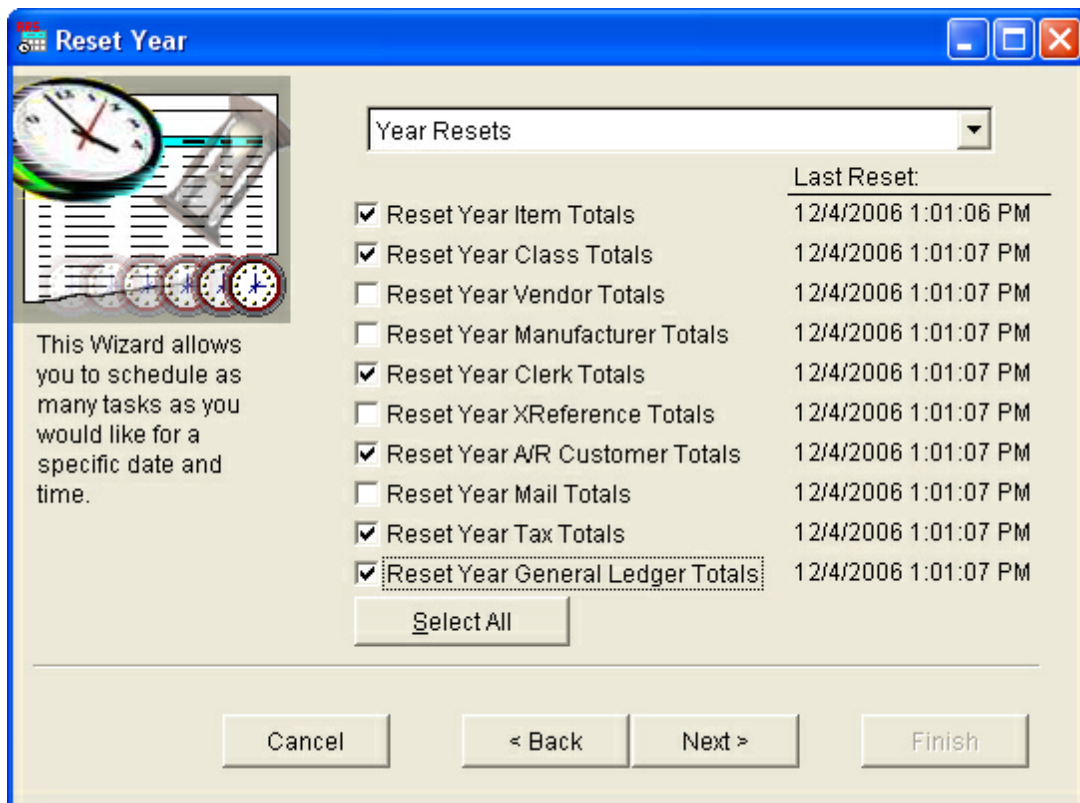 Reset Year
Year Resets
Last Reset:
Reset Year Item Totals 12/4/2006 1:01:06 PM
Reset Year Class Totals 12/4/2006 1:01:07 PM
Reset Year Vendor Totals 12/4/2006 1:01:07 PM
Reset Year Manufacturer Totals 12/4/2006 1:01:07 PM
Reset Year Clerk Totals 12/4/2006 1:01:07 PM
Reset Year XReference Totals 12/4/2006 1:01:07 PM
Reset Year A/R Customer Totals 12/4/2006 1:01:07 PM
Reset Year Mail Totals 12/4/2006 1:01:07 PM
Reset Year Tax Totals 12/4/2006 1:01:07 PM
Reset Year General Ledger Totals 12/4/2006 1:01:07 PM
Select All
This Wizard allows
you to schedule as
many tasks as you
would like for a
specific date and
time.
Cancel < Back Next > Finish